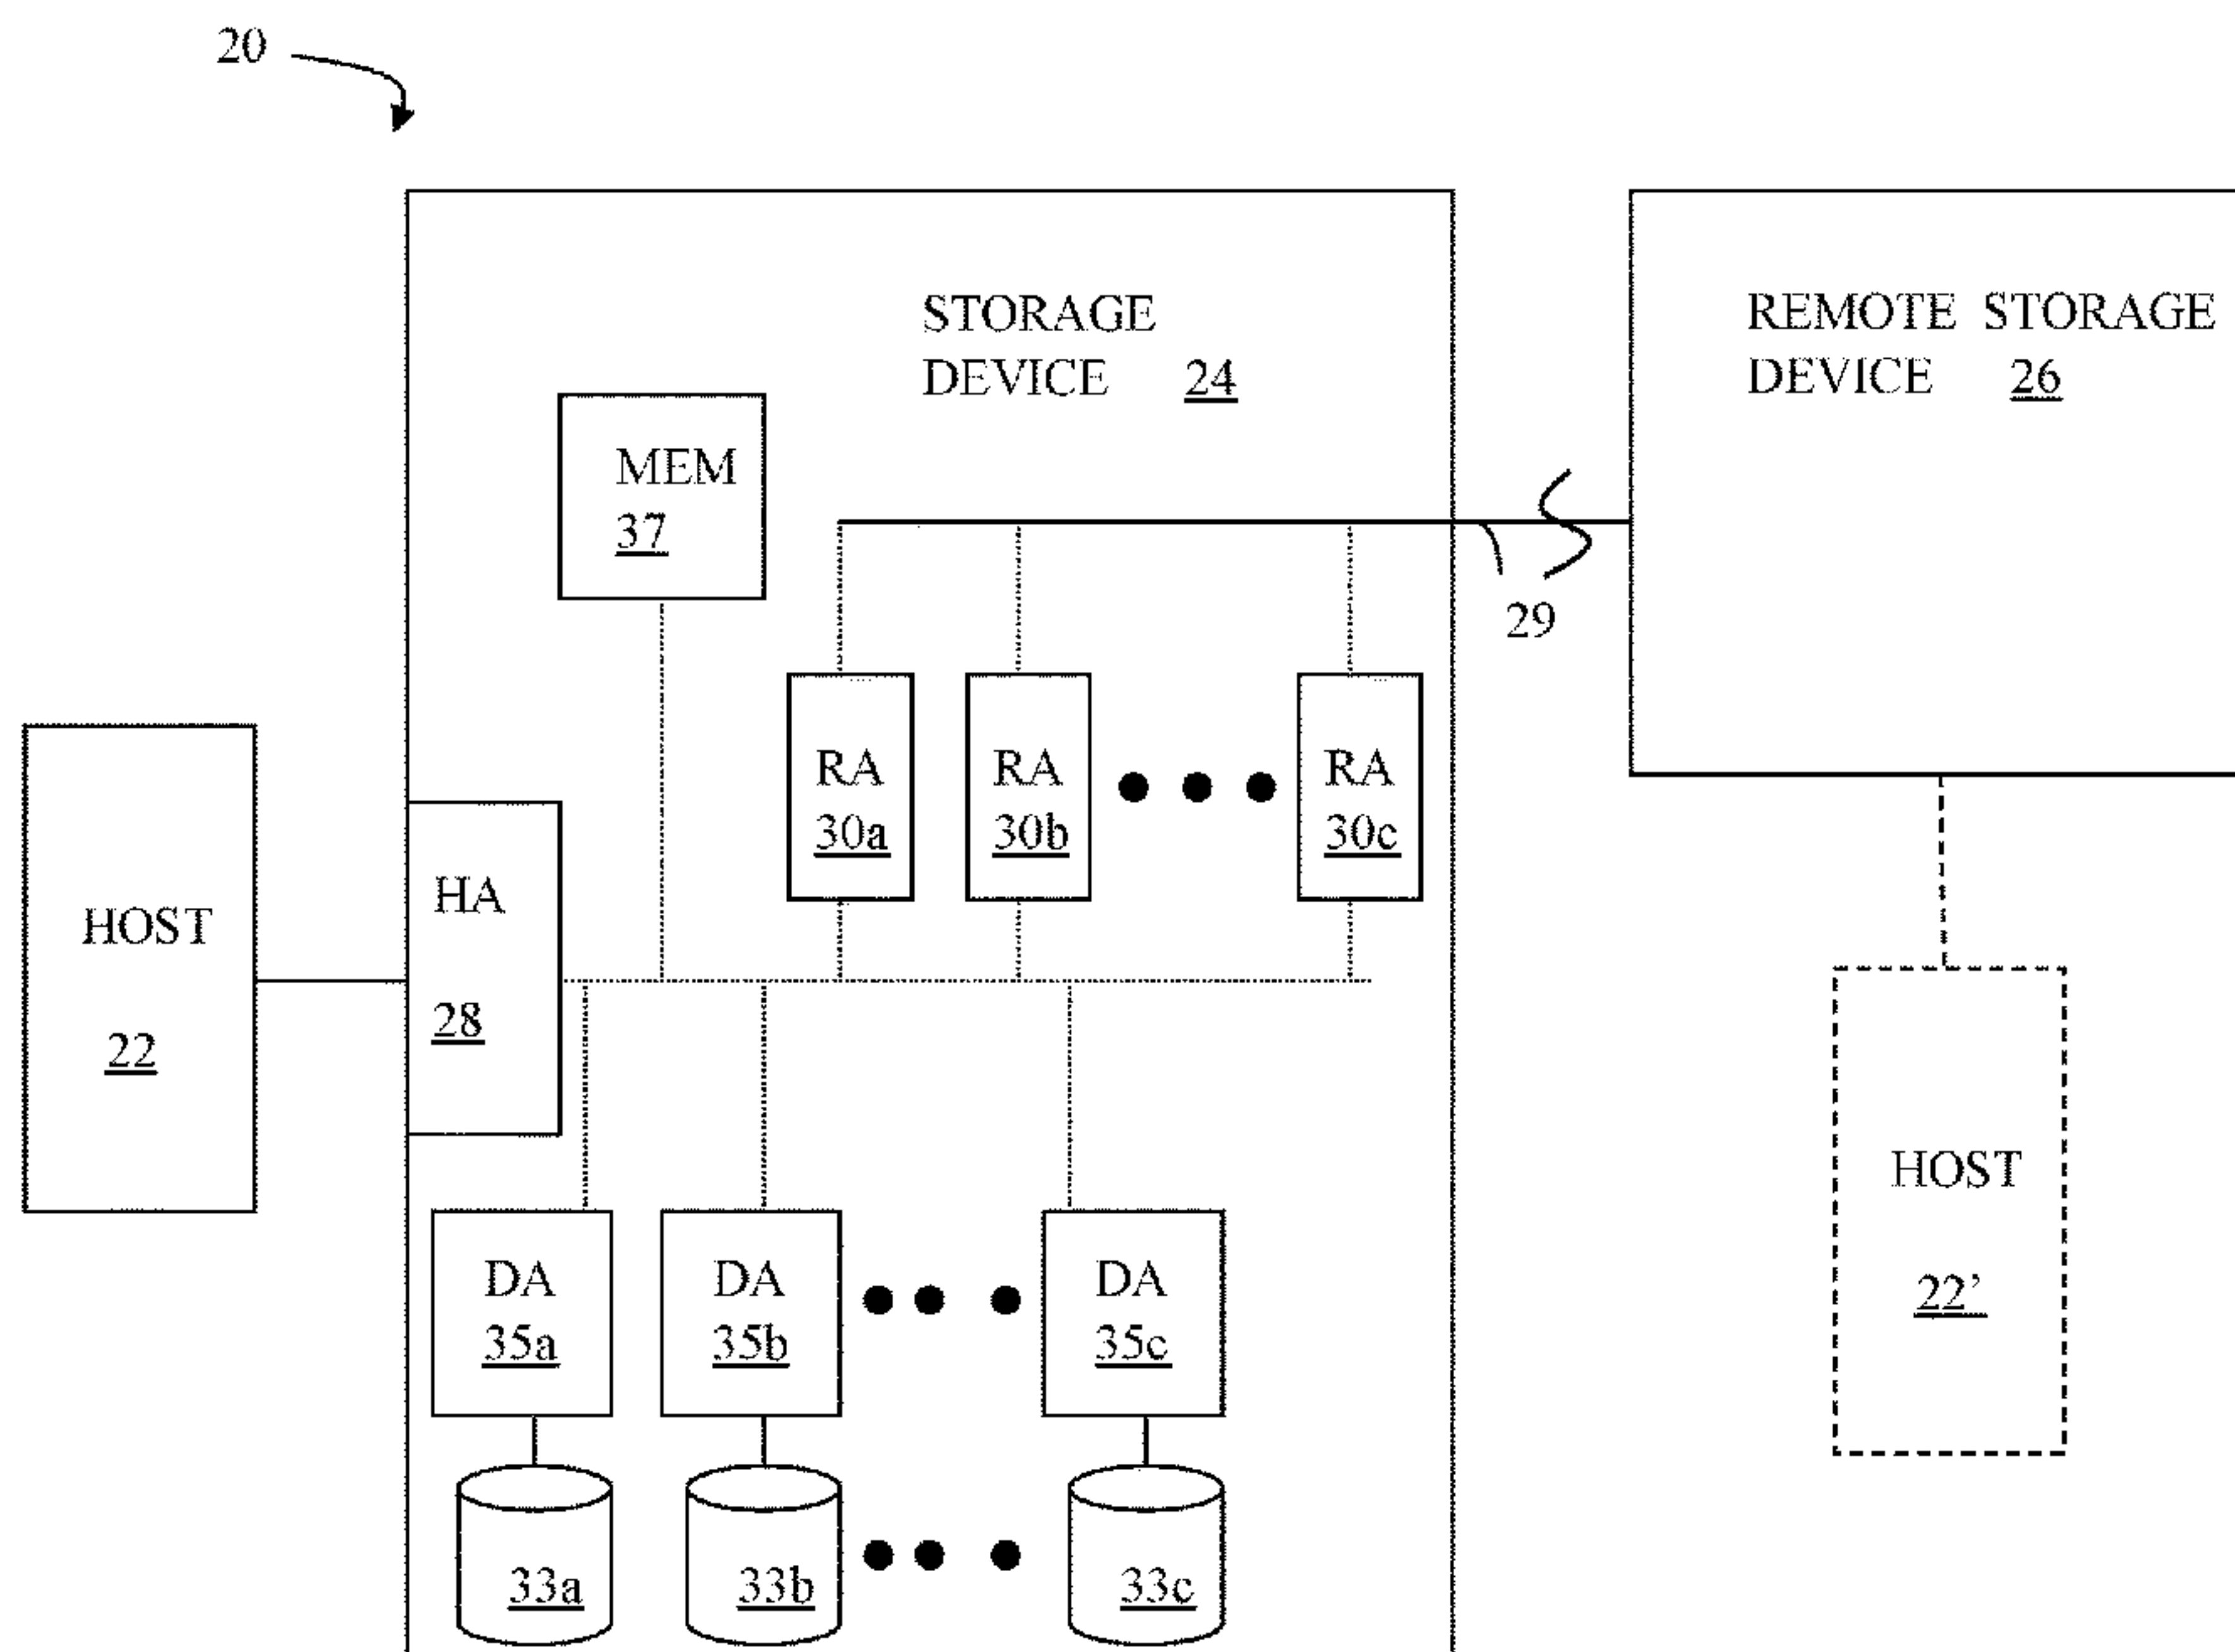 20
STORAGE
DEVICE 24
REMOTE STORAGE
DEVICE 26
MEM
37
29
RA
30a
RA
30b
RA
30c
HOST
22
HA
28
HOST
22’
DA
35a
DA
35b
DA
35c
33a
33b
33c